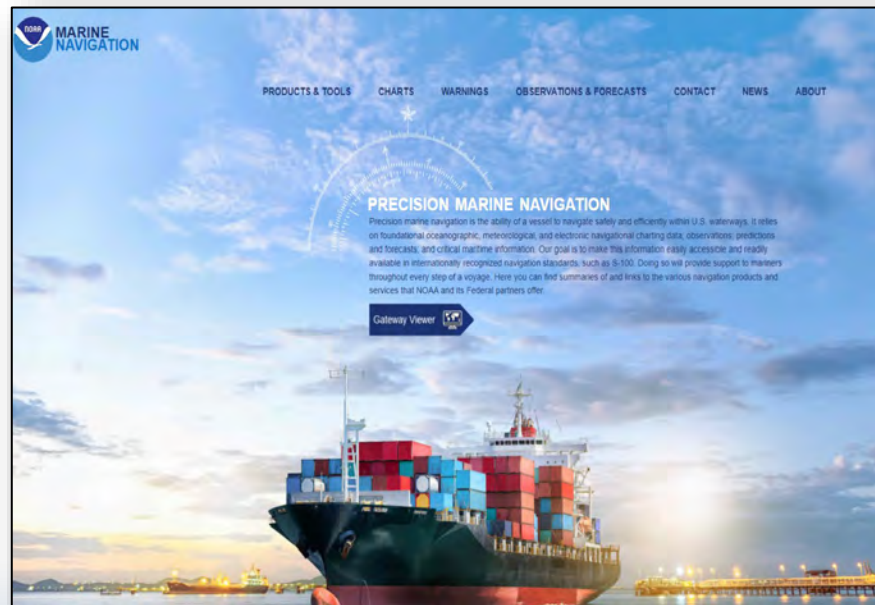 NOAA
MARINE
NAVIGATION
PRODUCTS & TOOLS CHARTS WARNINGS OBSERVATIONS & FORECASTS CONTACT NEWS ABOUT
PRECISION MARINE NAVIGATION
Precision marine navigation is the ability of a vessel to navigate safely and efficiently within U.S. waterways. It relies
on foundational oceanographic, meteorological, and electronic navigational charting data; observations; predictions
and forecasts; and critical maritime information. Our goal is to make this information easily accessible and readily
available in internationally recognized navigation standards, such as S-100. Doing so will provide support to mariners
throughout every step of a voyage. Here you can find summaries of and links to the various navigation products and
services that NOAA and its Federal partners offer.
Gateway Viewer